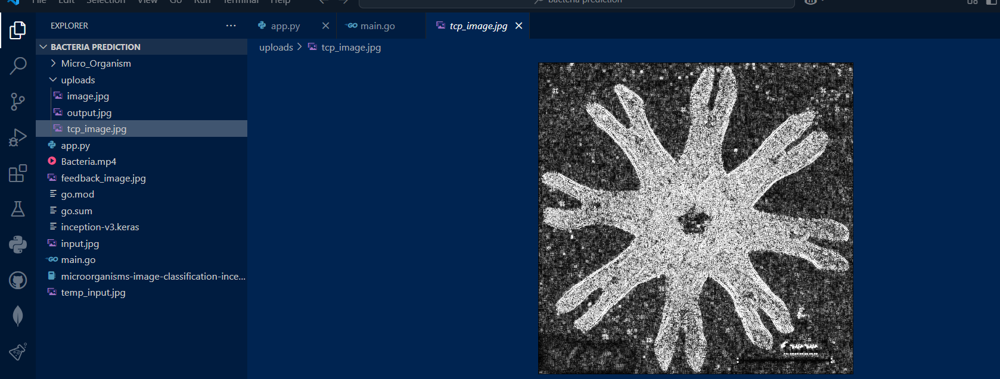 File Edit Selection View Go Run Terminal Help
bacteria prediction
EXPLORER
app.py
main.go
tcp_image.jpg
BACTERIA PREDICTION
uploads > tcp_image.jpg
Micro_Organism
uploads
image.jpg
output.jpg
tcp_image.jpg
app.py
Bacteria.mp4
feedback_image.jpg
go.mod
go.sum
inception-v3.keras
input.jpg
GO main.go
microorganisms-image-classification-ince...
temp_input.jpg